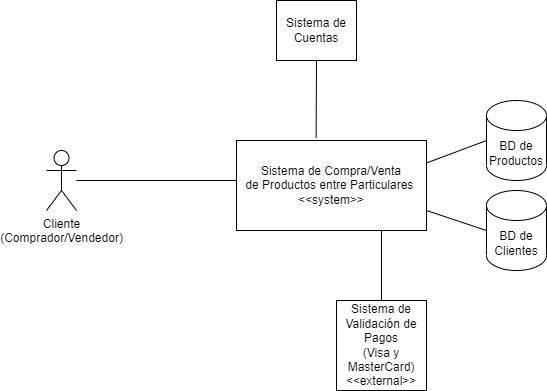 Sistema de
Cuentas
BD de
Productos
Sistema de Compra/Venta
de Productos entre Particulares
<<system>>
Cliente
(Comprador/Vendedor)
BD de
Clientes
Sistema de
Validación de
Pagos
(Visa y
MasterCard)
<<external>>